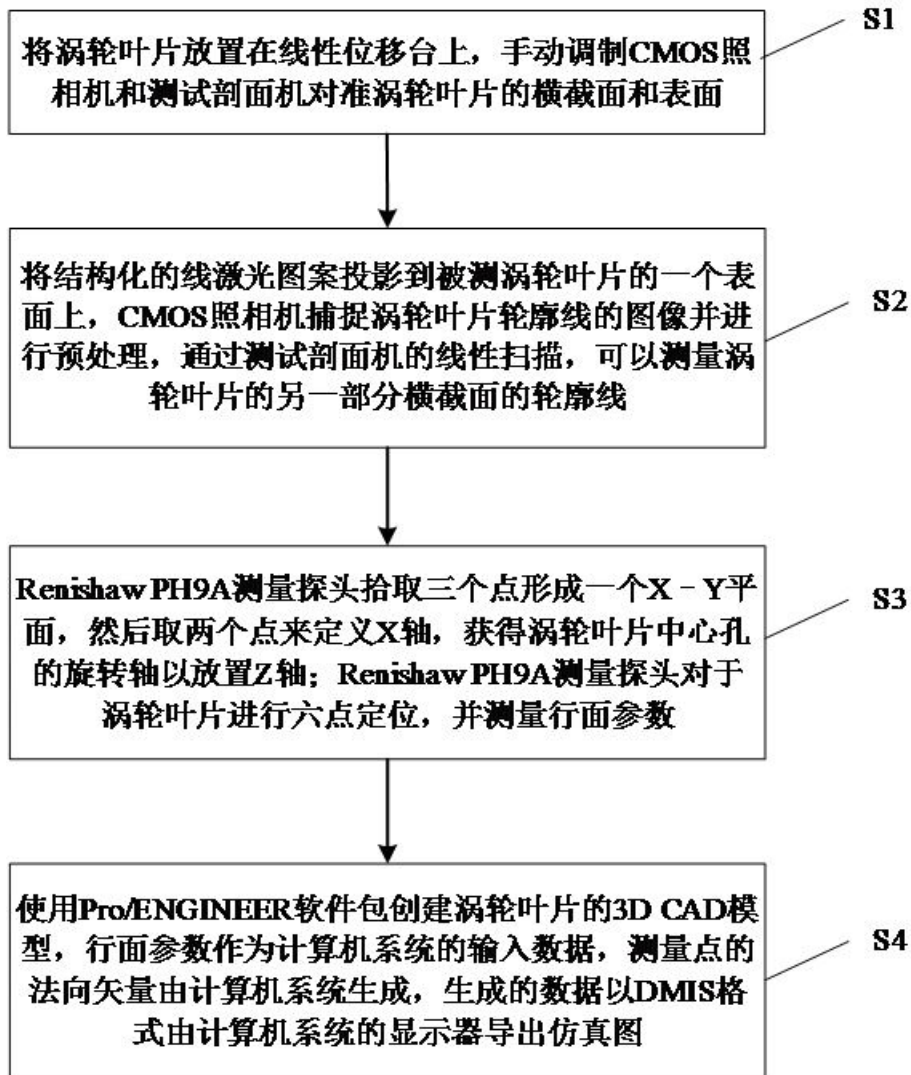 S1
将涡轮叶片放置在线性位移台上，手动调制CMOS照
相机和测试剖面机对准涡轮叶片的横截面和表面
将结构化的线激光图案投影到被测涡轮叶片的一个表
面上，CMOS照相机捕捉涡轮叶片轮廓线的图像并进
行预处理，通过测试剖面机的线性扫描，可以测量涡
轮叶片的另一部分横截面的轮廓线
S2
Renishaw PH9A测量探头拾取三个点形成一个X - Y平
面，然后取两个点来定义X轴，获得涡轮叶片中心孔
的旋转轴以放置Z轴；Renishaw PH9A测量探头对于
涡轮叶片进行六点定位，并测量行面参数
S3
使用Pro/ENGINEER软件包创建涡轮叶片的3D CAD模
型，行面参数作为计算机系统的输入数据，测量点的
法向矢量由计算机系统生成，生成的数据以DMIS格
式由计算机系统的显示器导出仿真图
S4